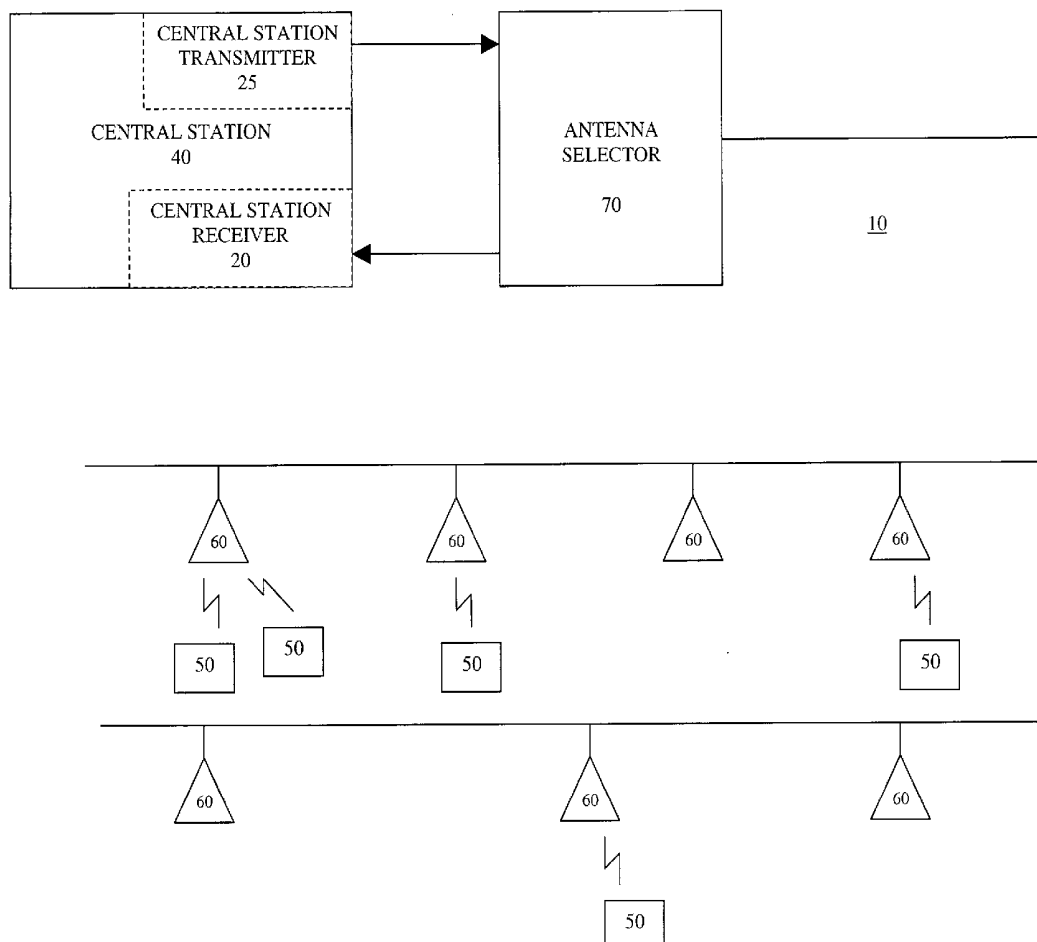 CENTRAL STATION
TRANSMITTER
25
CENTRAL STATION
40
CENTRAL STATION
RECEIVER
20
ANTENNA
SELECTOR
70
10
60
60
60
60
50
50
50
50
60
60
60
50